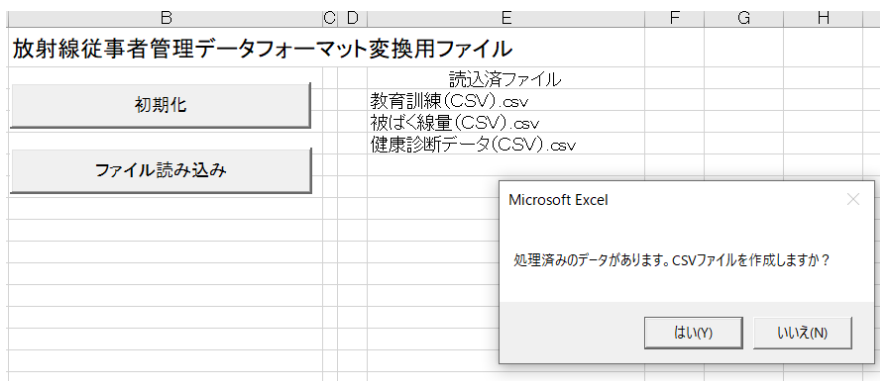 B C D E F G H
放射線従事者管理データフォーマット変換用ファイル
読込済ファイル
初期化
教育訓練(CSV).csv
被ばく線量(CSV).csv
健康診断データ(CSV).csv
ファイル読み込み
Microsoft Excel
処理済みのデータがあります。CSVファイルを作成しますか？
はい(Y) いいえ(N)